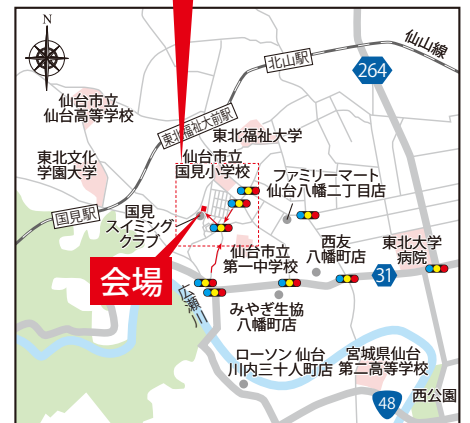 N
仙山線
北山駅
264
仙台市立
仙台高等学校
東北福祉大前駅
東北福祉大学
東北文化
学園大学
仙台市立
国見小学校
ファミリーマート
仙台八幡二丁目店
国見駅
国見
スイミング
クラブ
仙台市立
第一中学校
西友
八幡町店
東北大学
病院
会場
31
広瀬川
みやぎ生協
八幡町店
ローソン 仙台
川内三十人町店
宮城県仙台
第二高等学校
48
西公園